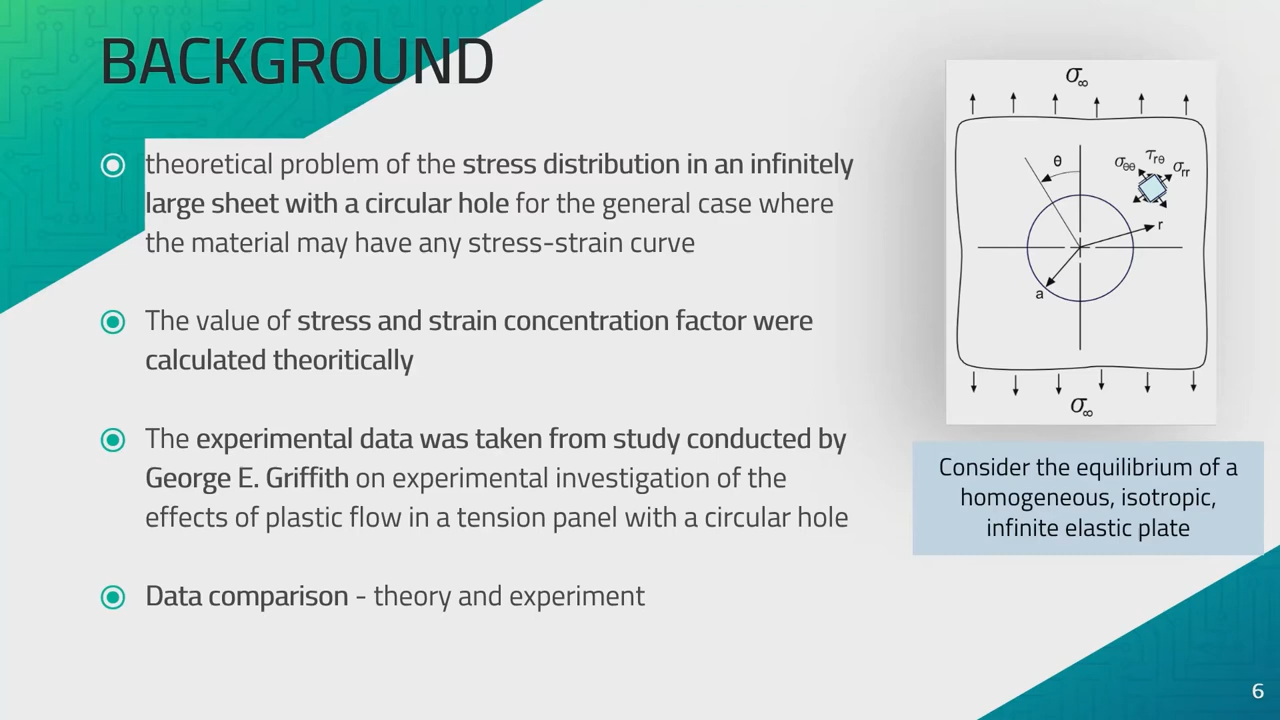 BACKGROUND
theoretical problem of the stress distribution in an infinitely
large sheet with a circular hole for the general case where
the material may have any stress-strain curve
The value of stress and strain concentration factor were
calculated theoritically
The experimental data was taken from study conducted by
George E. Griffith on experimental investigation of the
effects of plastic flow in a tension panel with a circular hole
Data comparison - theory and experiment
σ∞
θ
σθθ τrθ σrr
r
a
σ∞
Consider the equilibrium of a
homogeneous, isotropic,
infinite elastic plate
6